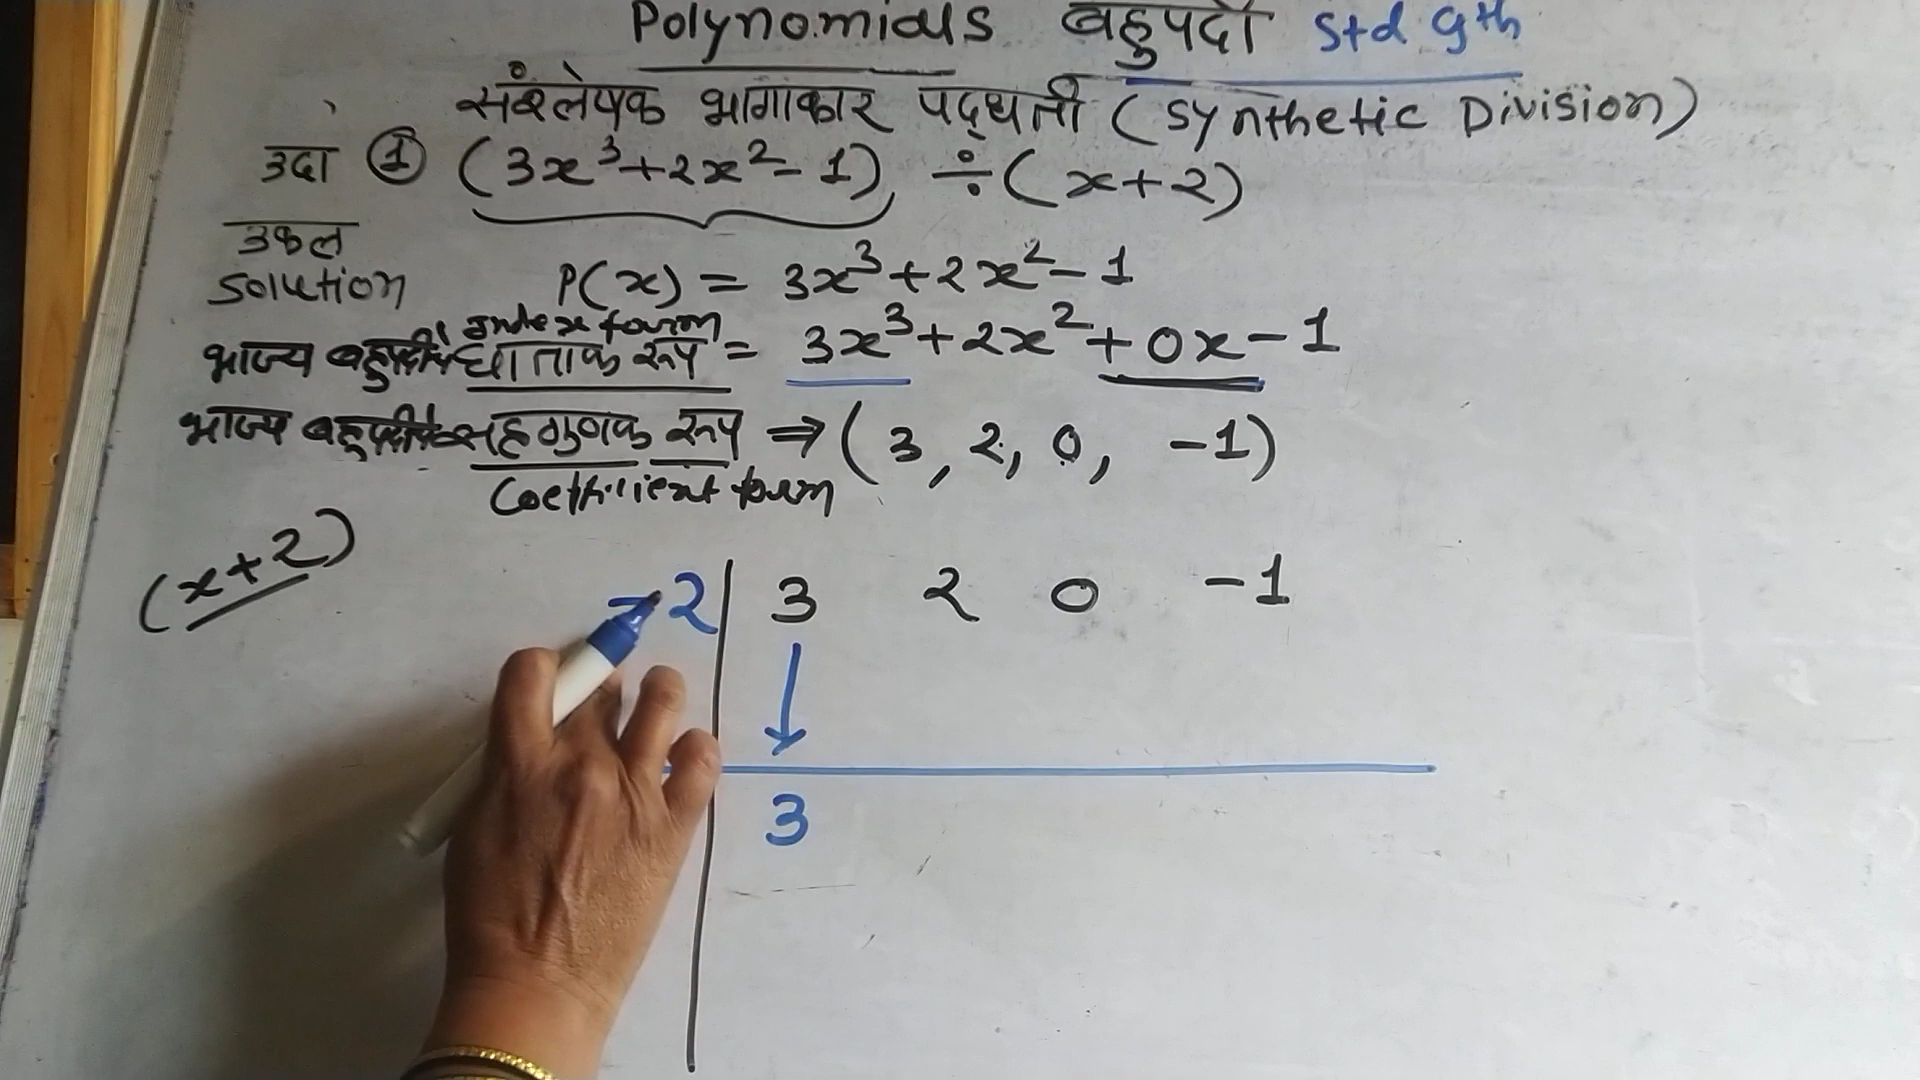 Polynomials बहुपदी Std 9th
संश्लेषक भागाकार पद्धती (Synthetic Division)
उदा ① (3x³+2x²-1) ÷ (x+2)
उकल
Solution P(x) = 3x³+2x²-1
index form
भाज्य घातांक रूप = 3x³+2x²+0x-1
भाज्य सहगुणक रूप ⇒ (3, 2, 0, -1)
Coefficient form
(x+2)
-2 | 3 2 0 -1
3